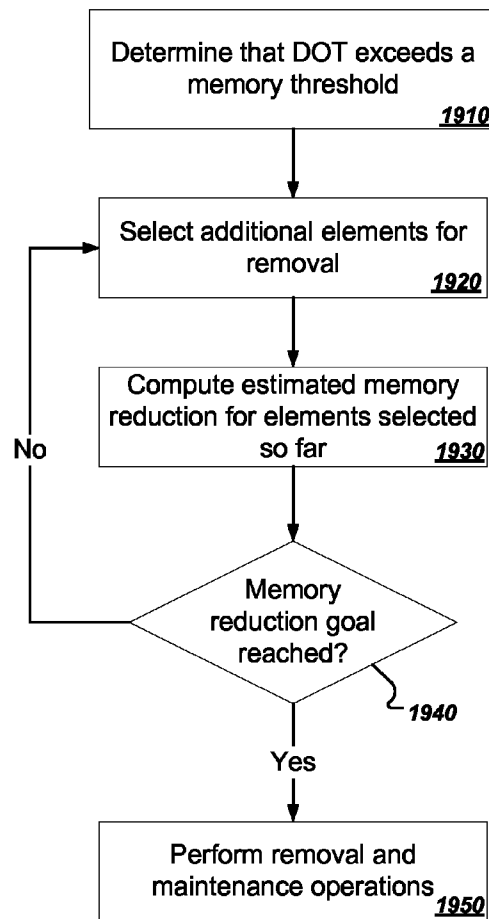 Determine that DOT exceeds a
memory threshold
1910
Select additional elements for
removal
1920
Compute estimated memory
reduction for elements selected
so far
1930
No
Memory
reduction goal
reached?
1940
Yes
Perform removal and
maintenance operations
1950